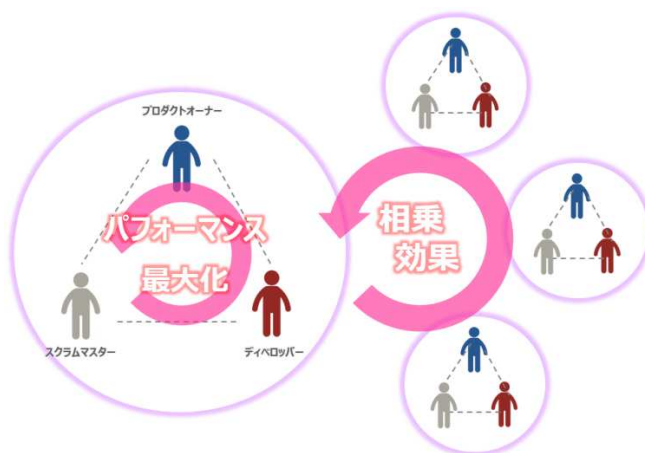 プロダクトオーナー
パフォーマンス
最大化
スクラムマスター
ディベロッパー
相乗
効果